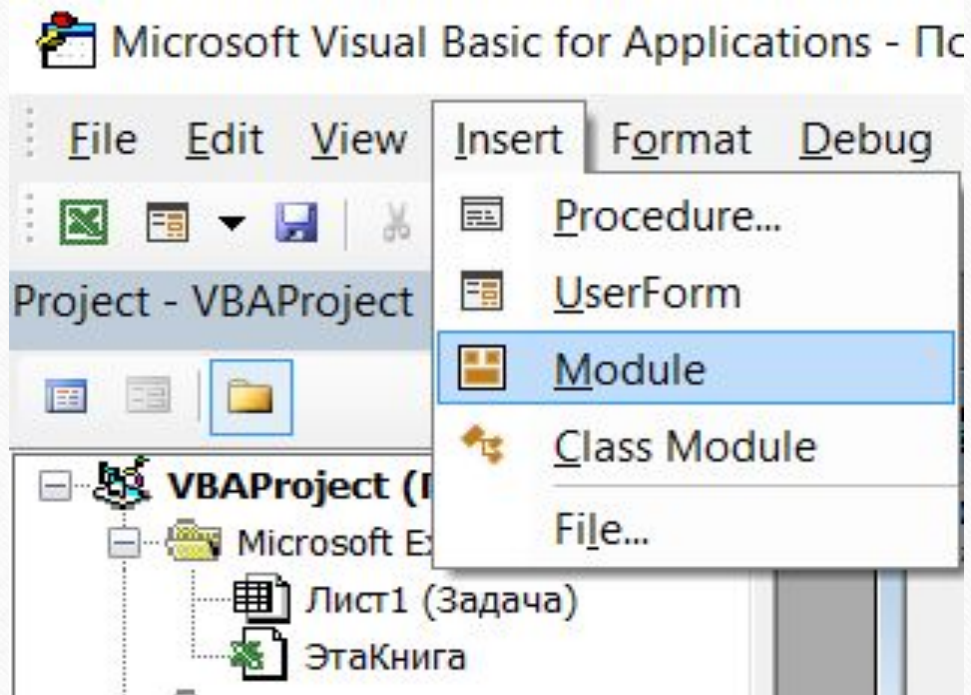 Microsoft Visual Basic for Applications - По
File Edit View Insert Format Debug
Procedure...
UserForm
Project - VBAProject
Module
Class Module
VBAProject (П
File...
Microsoft Ex
Лист1 (Задача)
ЭтаКнига